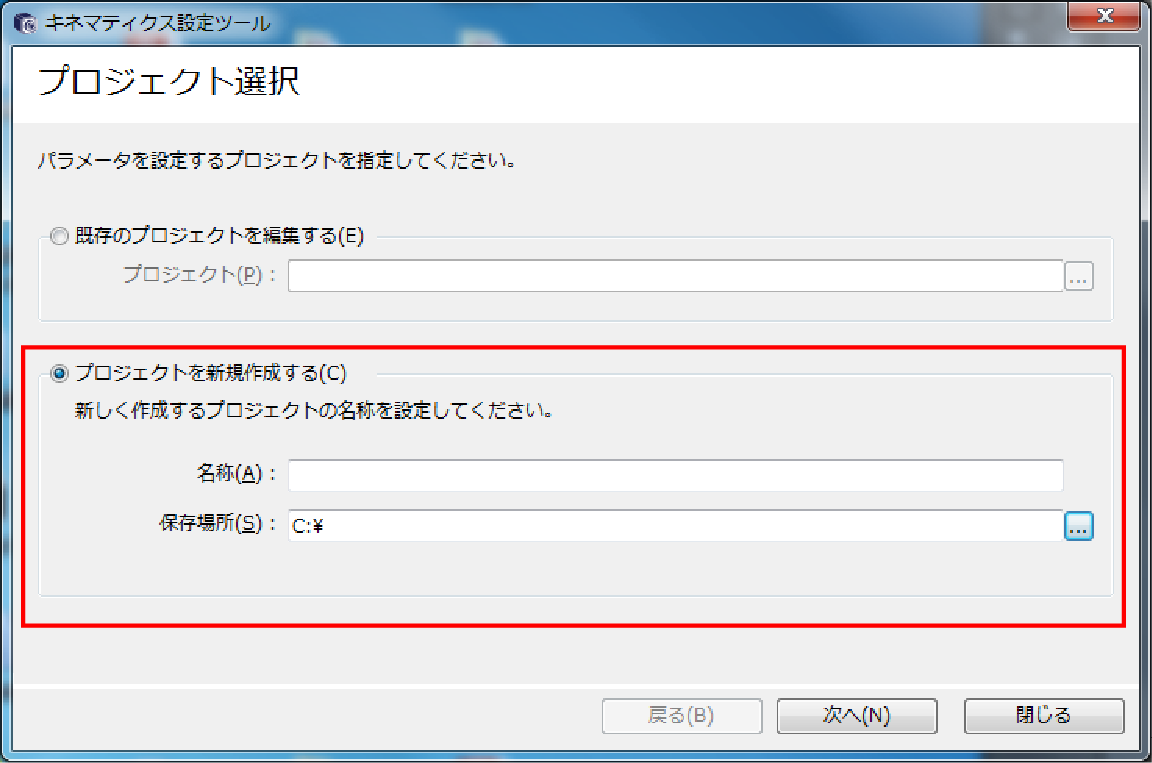 キネマティクス設定ツール
プロジェクト選択
パラメータを設定するプロジェクトを指定してください。
既存のプロジェクトを編集する(E)
プロジェクト(P)：
...
プロジェクトを新規作成する(C)
新しく作成するプロジェクトの名称を設定してください。
名称(A)：
保存場所(S)： C:¥ ...
戻る(B) 次へ(N) 閉じる